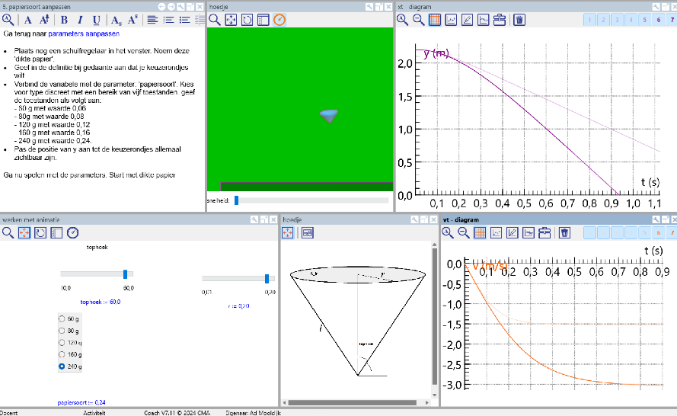 5. papiersoort aanpassen
Ga terug naar parameters aanpassen
Plaats nog een schuifregelaar in het venster. Noem deze
'dikte papier'.
Geef in de definitie bij gedaante aan dat je keuzerondjes
wilt
Verbind de variabele met de parameter: 'papiersoort'. Kies
voor type discreet met een bereik van vijf toestanden. geef
de toestanden als volgt aan:
- 60 g met waarde 0,06
- 80g met waarde 0,08
- 120 g met waarde 0,12
160 g met waarde 0,16
- 240 g met waarde 0,24.
Pas de positie van y aan tot de keuzerondjes allemaal
zichtbaar zijn.
Ga nu spelen met de parameters. Start met dikte papier
hoedje
snelheid
xt - diagram
1 2 3 4 5 6 7
y (m)
2,0
1,5
1,0
0,5
0,0
0,1 0,2 0,3 0,4 0,5 0,6 0,7 0,8 0,9 1,0 1,1
t (s)
werken met animatie
tophoek
10,0 60,0
tophoek = 60,0
0,01 0,20
r = 0,20
60 g
80 g
120 g
160 g
240 g
papiersoort = 0,24
hoedje
r
l
tophoek
vt - diagram
t (s)
v (m/s)
0,0
0,1 0,2 0,3 0,4 0,5 0,6 0,7 0,8 0,9
-0,5
-1,0
-1,5
-2,0
-2,5
-3,0
Docent Activiteit Coach V7.11 © 2024 CMA Eigenaar: Ad Mooldijk